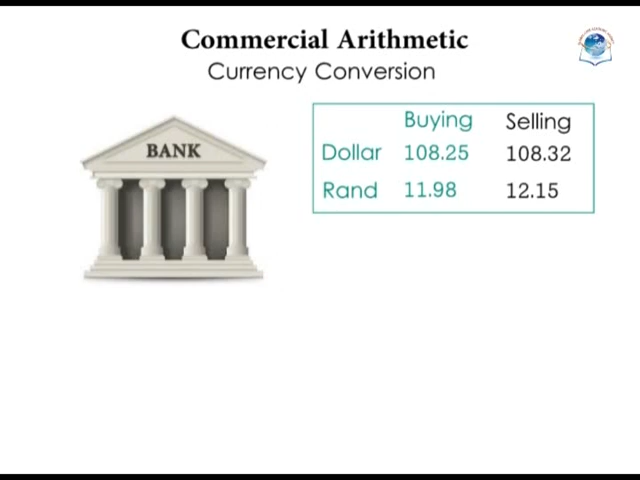 Commercial Arithmetic
Currency Conversion
BANK
Buying Selling
Dollar 108.25 108.32
Rand 11.98 12.15